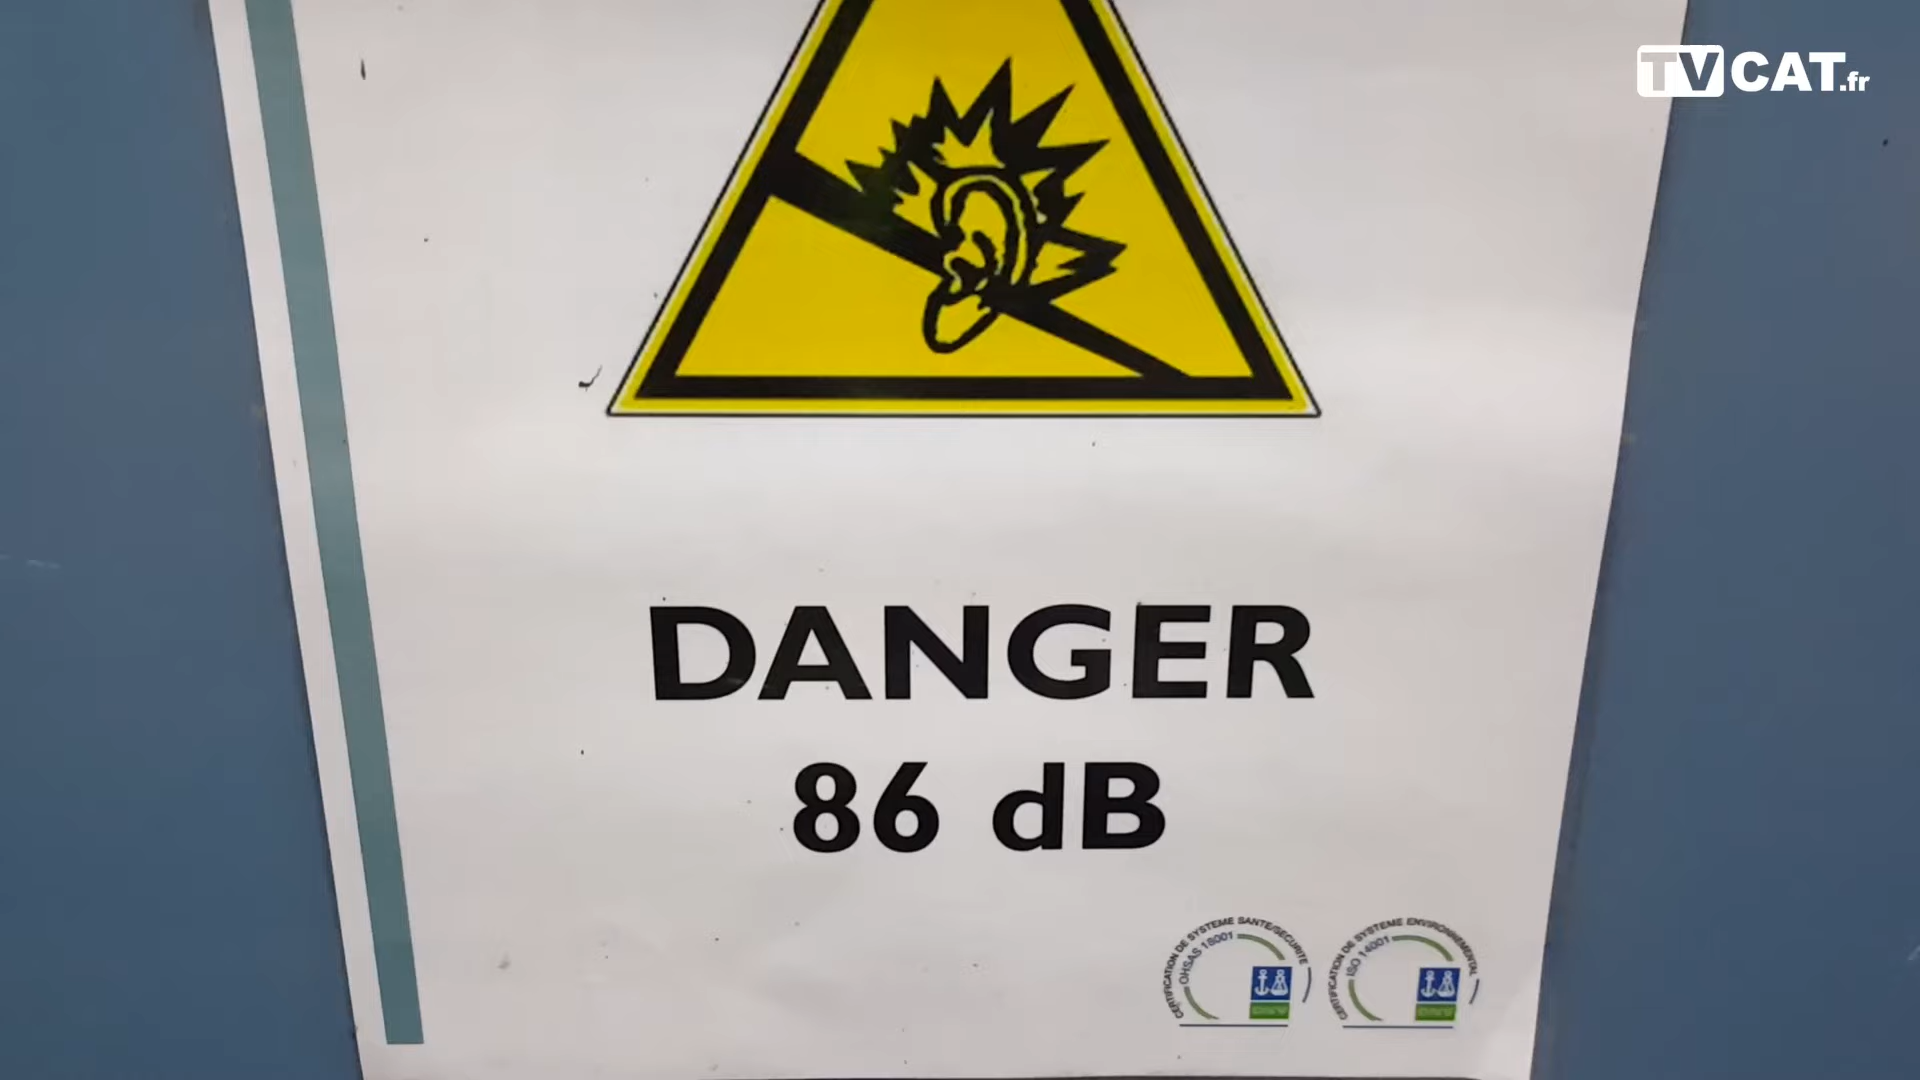 TVCAT.fr
DANGER
86 dB
CERTIFICATION DE SYSTEME SANTE/SECURITE
OHSAS 18001
CERTIFICATION DE SYSTEME ENVIRONNEMENTAL
ISO 14001